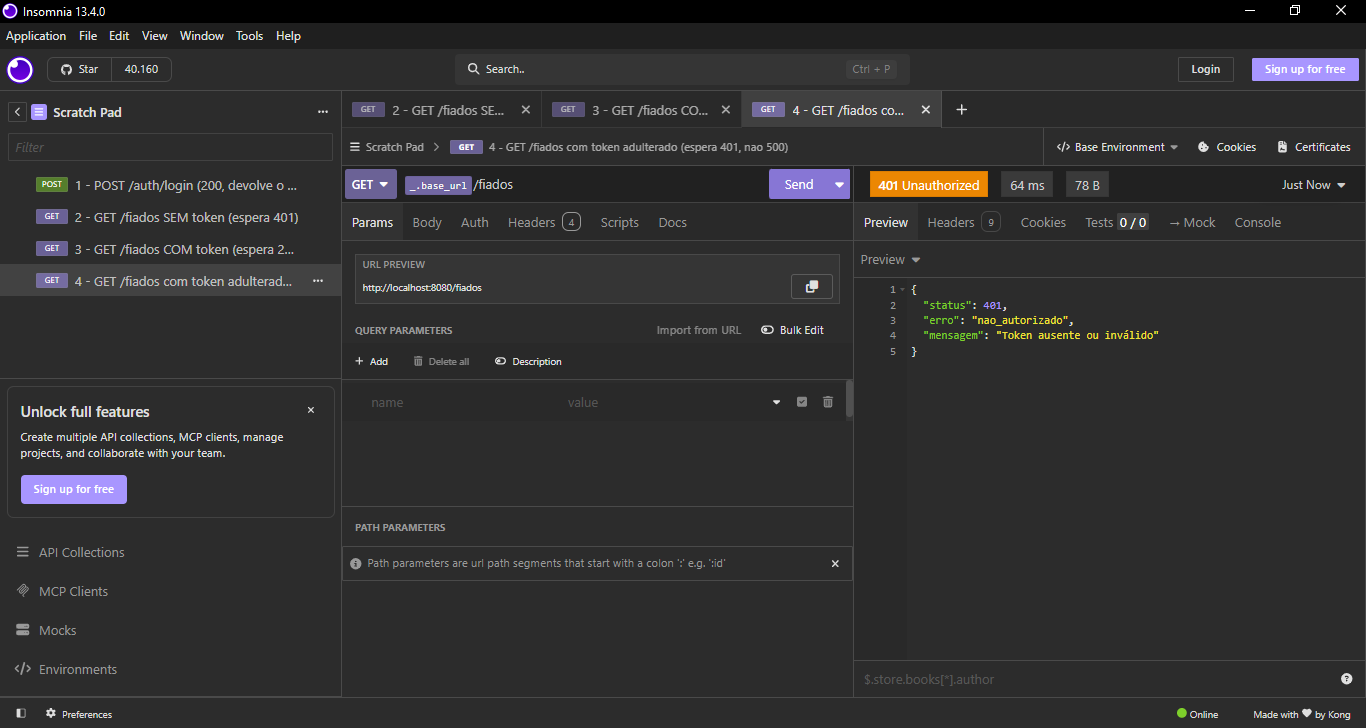 Insomnia 13.4.0
Application File Edit View Window Tools Help
Star 40.160
Search..
Ctrl + P
Login
Sign up for free
Scratch Pad
Filter
POST 1 - POST /auth/login (200, devolve o ...
GET 2 - GET /fiados SEM token (espera 401)
GET 3 - GET /fiados COM token (espera 2...
GET 4 - GET /fiados com token adulterad...
Unlock full features
Create multiple API collections, MCP clients, manage
projects, and collaborate with your team.
Sign up for free
API Collections
MCP Clients
Mocks
Environments
GET 2 - GET /fiados SE...
GET 3 - GET /fiados CO...
GET 4 - GET /fiados co...
Scratch Pad
GET 4 - GET /fiados com token adulterado (espera 401, nao 500)
Base Environment
Cookies
Certificates
GET
_.base_url /fiados
Send
Params Body Auth Headers 4 Scripts Docs
URL PREVIEW
http://localhost:8080/fiados
QUERY PARAMETERS
Import from URL
Bulk Edit
Add
Delete all
Description
name
value
PATH PARAMETERS
Path parameters are url path segments that start with a colon ':' e.g. ':id'
401 Unauthorized
64 ms
78 B
Just Now
Preview Headers 9 Cookies Tests 0 / 0 → Mock Console
Preview
1 {
2 "status": 401,
3 "erro": "nao_autorizado",
4 "mensagem": "Token ausente ou inválido"
5 }
$.store.books[*].author
Preferences
Online
Made with ❤ by Kong